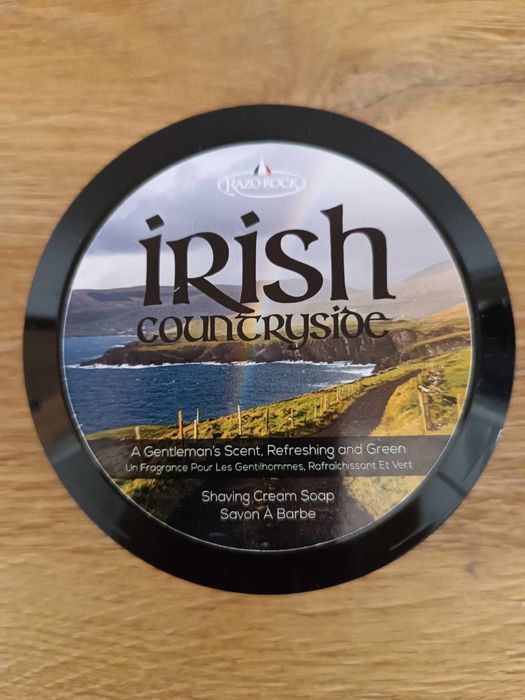 RAZOROCK
iRish
countryside
A Gentleman's Scent, Refreshing and Green
Un Fragrance Pour Les Gentilhommes, Rafraichissant Et Vert
Shaving Cream Soap
Savon À Barbe